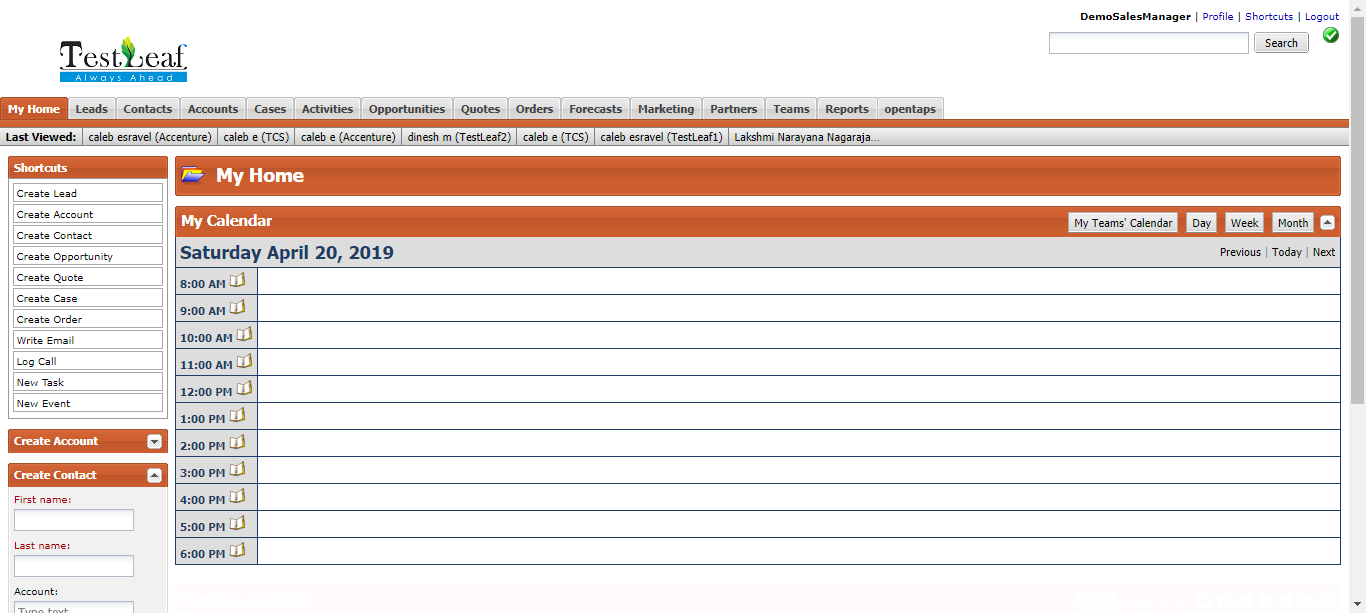 DemoSalesManager | Profile | Shortcuts | Logout
Search
TestLeaf
Always Ahead
My Home Leads Contacts Accounts Cases Activities Opportunities Quotes Orders Forecasts Marketing Partners Teams Reports opentaps
Last Viewed: caleb esravel (Accenture) caleb e (TCS) caleb e (Accenture) dinesh m (TestLeaf2) caleb e (TCS) caleb esravel (TestLeaf1) Lakshmi Narayana Nagaraja...
Shortcuts
Create Lead
Create Account
Create Contact
Create Opportunity
Create Quote
Create Case
Create Order
Write Email
Log Call
New Task
New Event
Create Account
Create Contact
First name:
Last name:
Account:
Type text
My Home
My Calendar My Teams' Calendar Day Week Month
Saturday April 20, 2019 Previous | Today | Next
8:00 AM
9:00 AM
10:00 AM
11:00 AM
12:00 PM
1:00 PM
2:00 PM
3:00 PM
4:00 PM
5:00 PM
6:00 PM